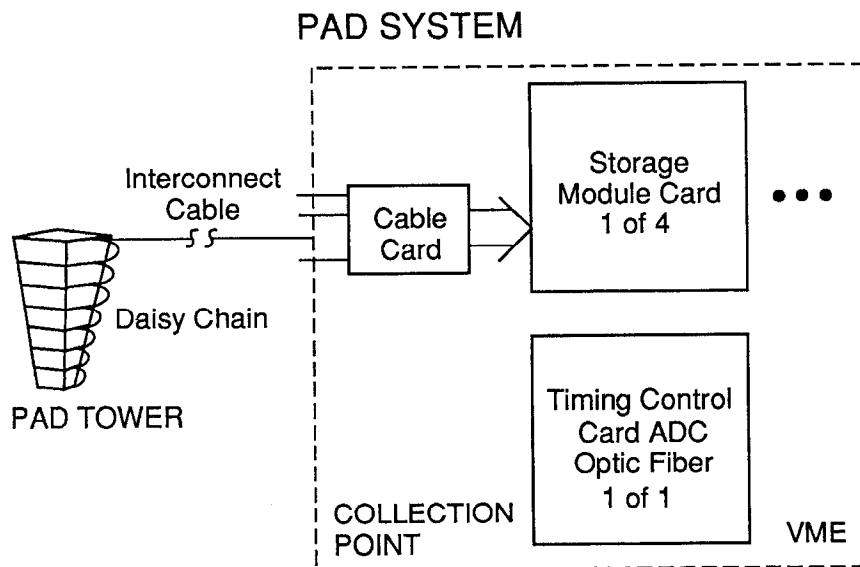 PAD SYSTEM
Interconnect
Cable
Cable
Card
Storage
Module Card
1 of 4
Daisy Chain
PAD TOWER
Timing Control
Card ADC
Optic Fiber
1 of 1
COLLECTION
POINT
VME